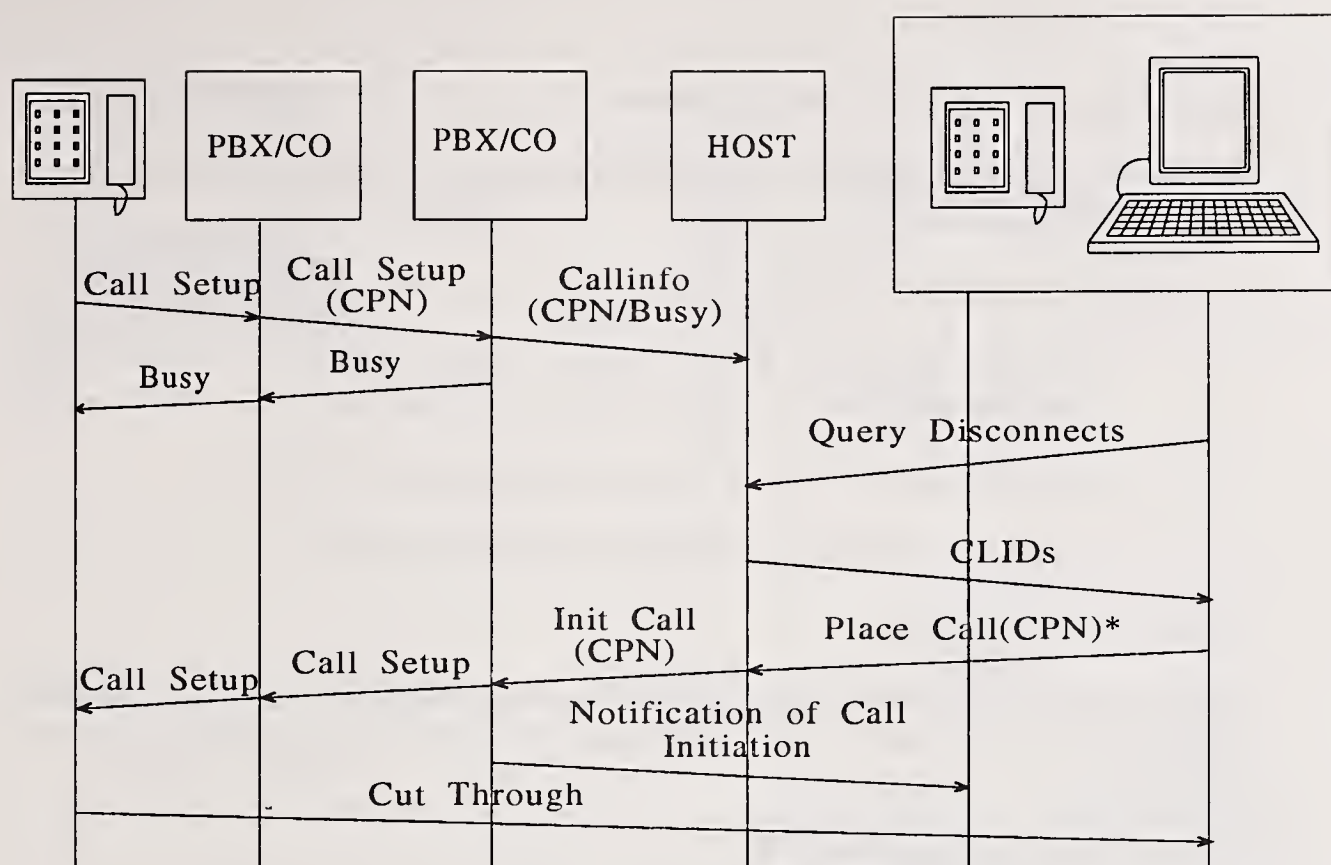 PBX/CO
PBX/CO
HOST
Call Setup
Call Setup
(CPN)
Callinfo
(CPN/Busy)
Busy
Busy
Query Disconnects
CLIDs
Place Call(CPN)*
Init Call
(CPN)
Call Setup
Call Setup
Notification of Call
Initiation
Cut Through